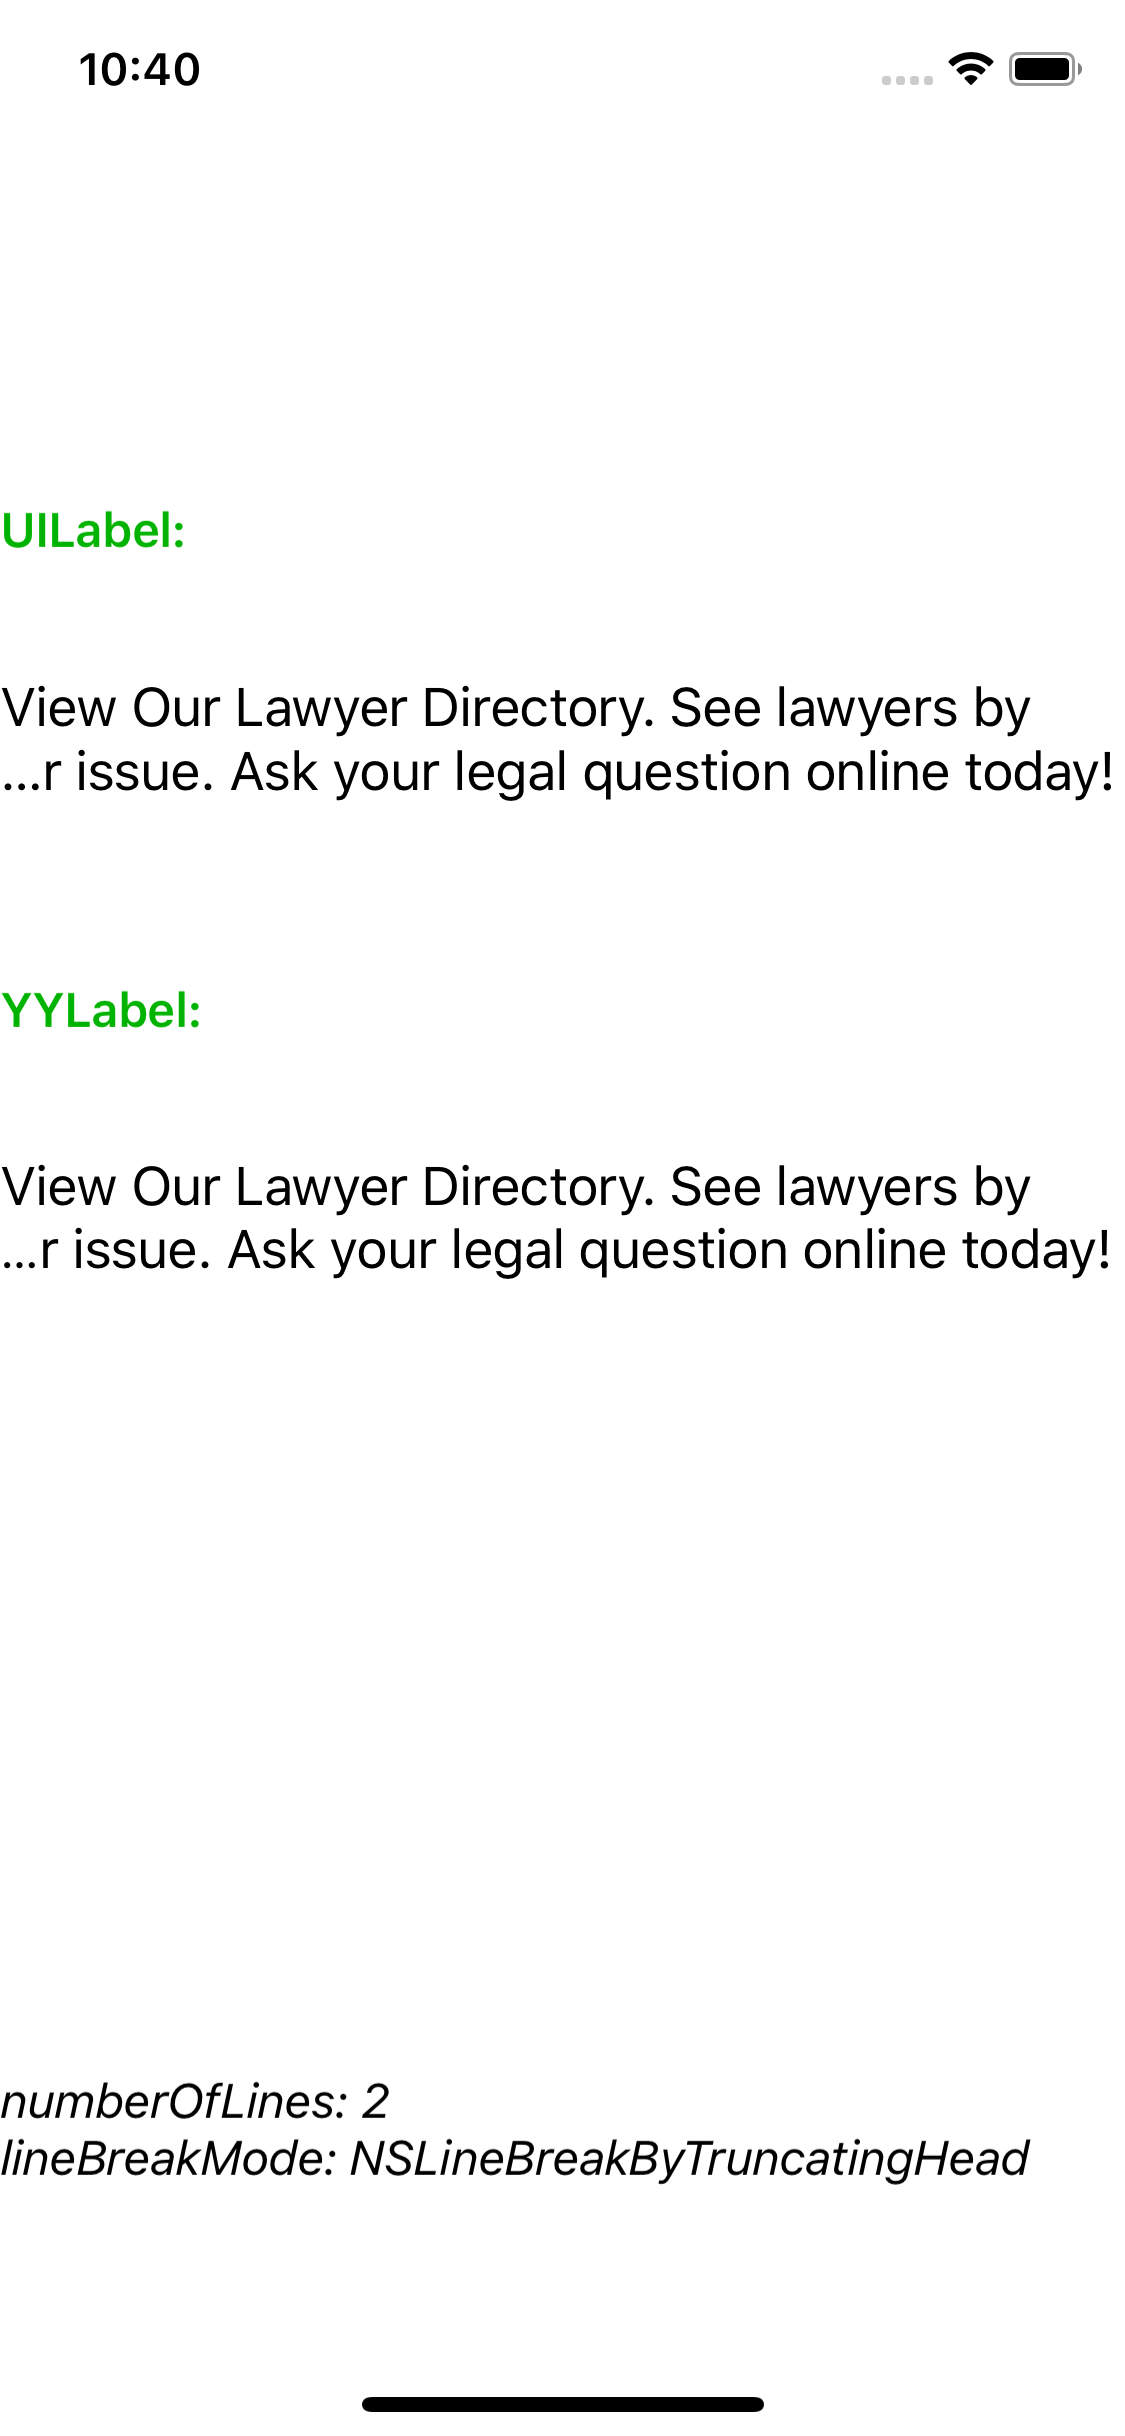 10:40
UILabel:
View Our Lawyer Directory. See lawyers by
...r issue. Ask your legal question online today!
YYLabel:
View Our Lawyer Directory. See lawyers by
...r issue. Ask your legal question online today!
numberOfLines: 2
lineBreakMode: NSLineBreakByTruncatingHead